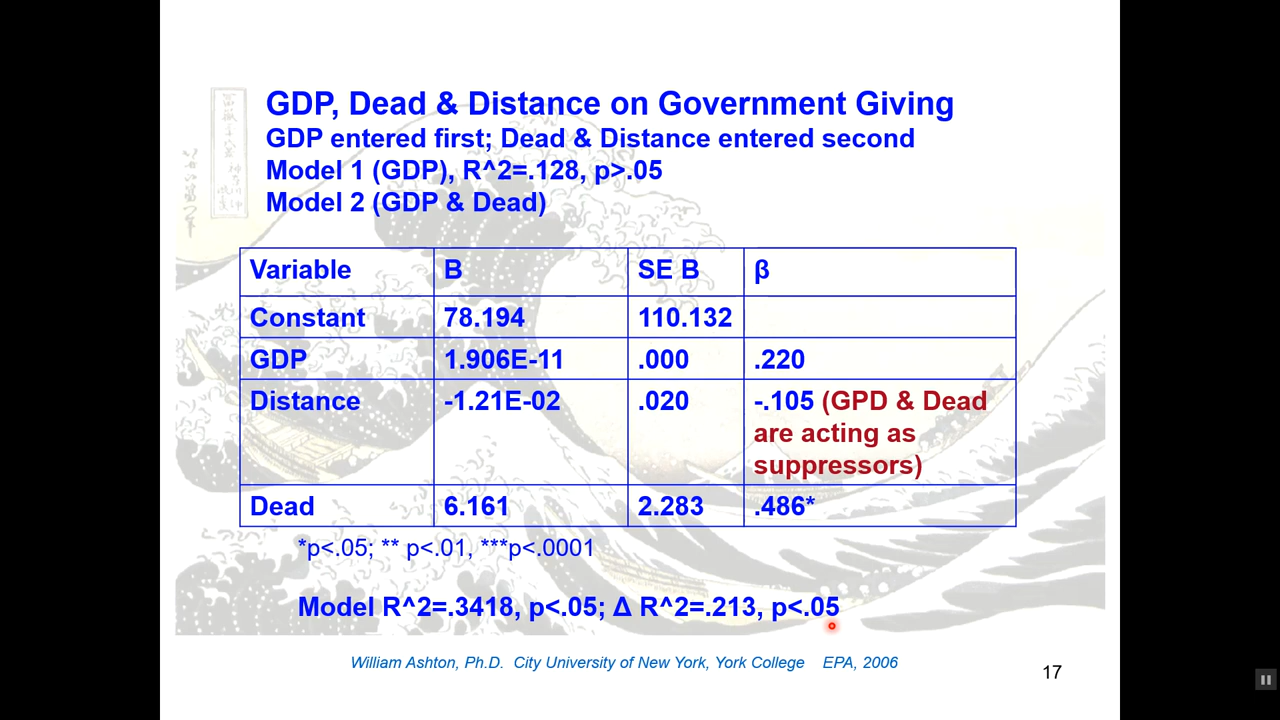 GDP, Dead & Distance on Government Giving
GDP entered first; Dead & Distance entered second
Model 1 (GDP), R^2=.128, p>.05
Model 2 (GDP & Dead)
Variable B SE B β
Constant 78.194 110.132
GDP 1.906E-11 .000 .220
Distance -1.21E-02 .020 -.105 (GPD & Dead
are acting as
suppressors)
Dead 6.161 2.283 .486*
*p<.05; ** p<.01, ***p<.0001
Model R^2=.3418, p<.05; Δ R^2=.213, p<.05
William Ashton, Ph.D. City University of New York, York College EPA, 2006
17